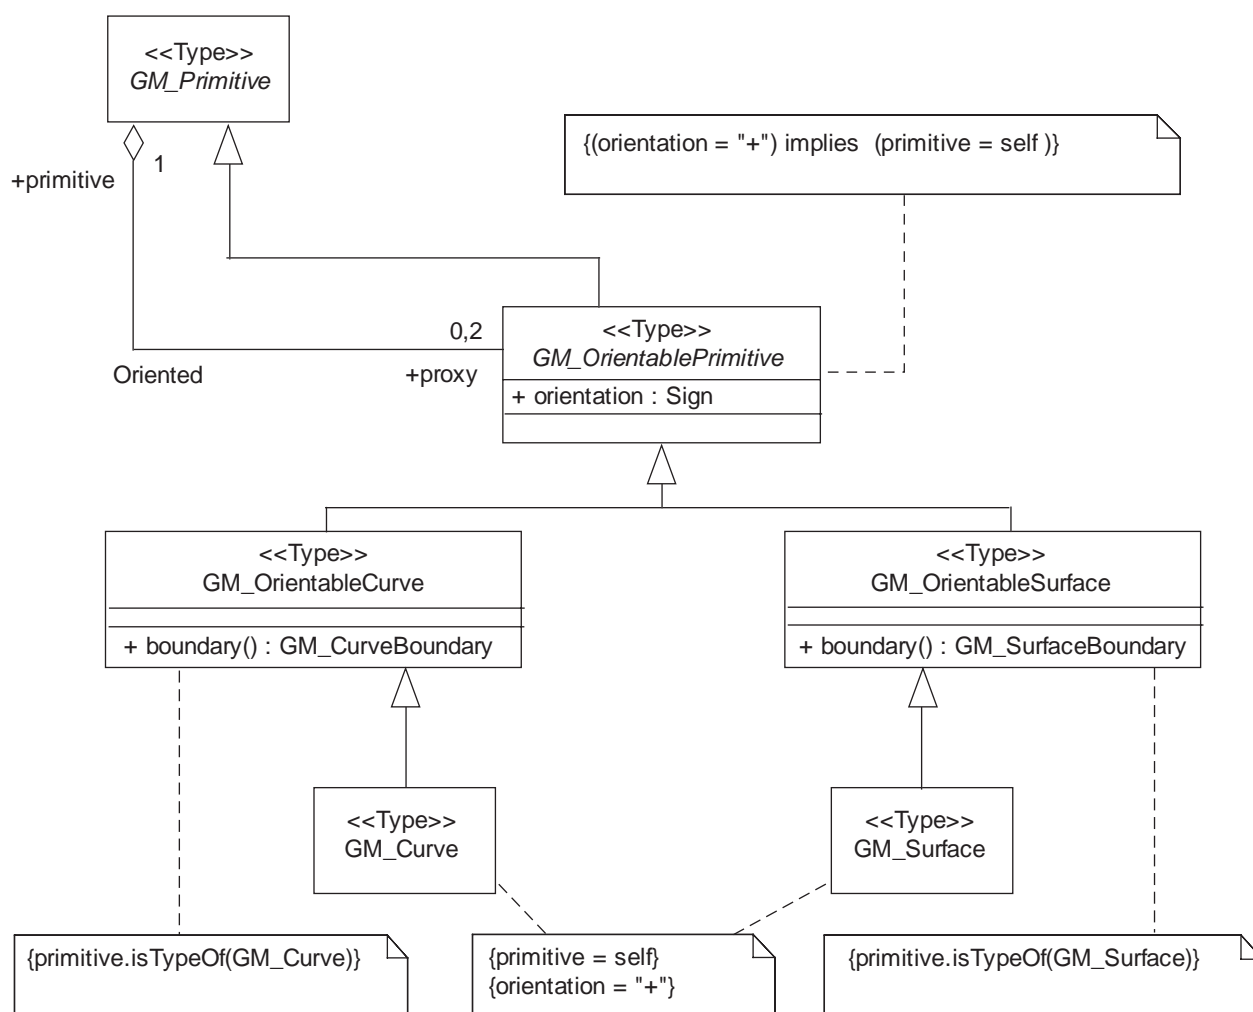 <<Type>>
GM_Primitive
{(orientation = "+") implies  (primitive = self )}
1
+primitive
0,2
<<Type>>
GM_OrientablePrimitive
Oriented
+proxy
+ orientation : Sign
<<Type>>
GM_OrientableCurve
+ boundary() : GM_CurveBoundary
<<Type>>
GM_OrientableSurface
+ boundary() : GM_SurfaceBoundary
<<Type>>
GM_Curve
<<Type>>
GM_Surface
{primitive.isTypeOf(GM_Curve)}
{primitive = self}
{orientation = "+"}
{primitive.isTypeOf(GM_Surface)}